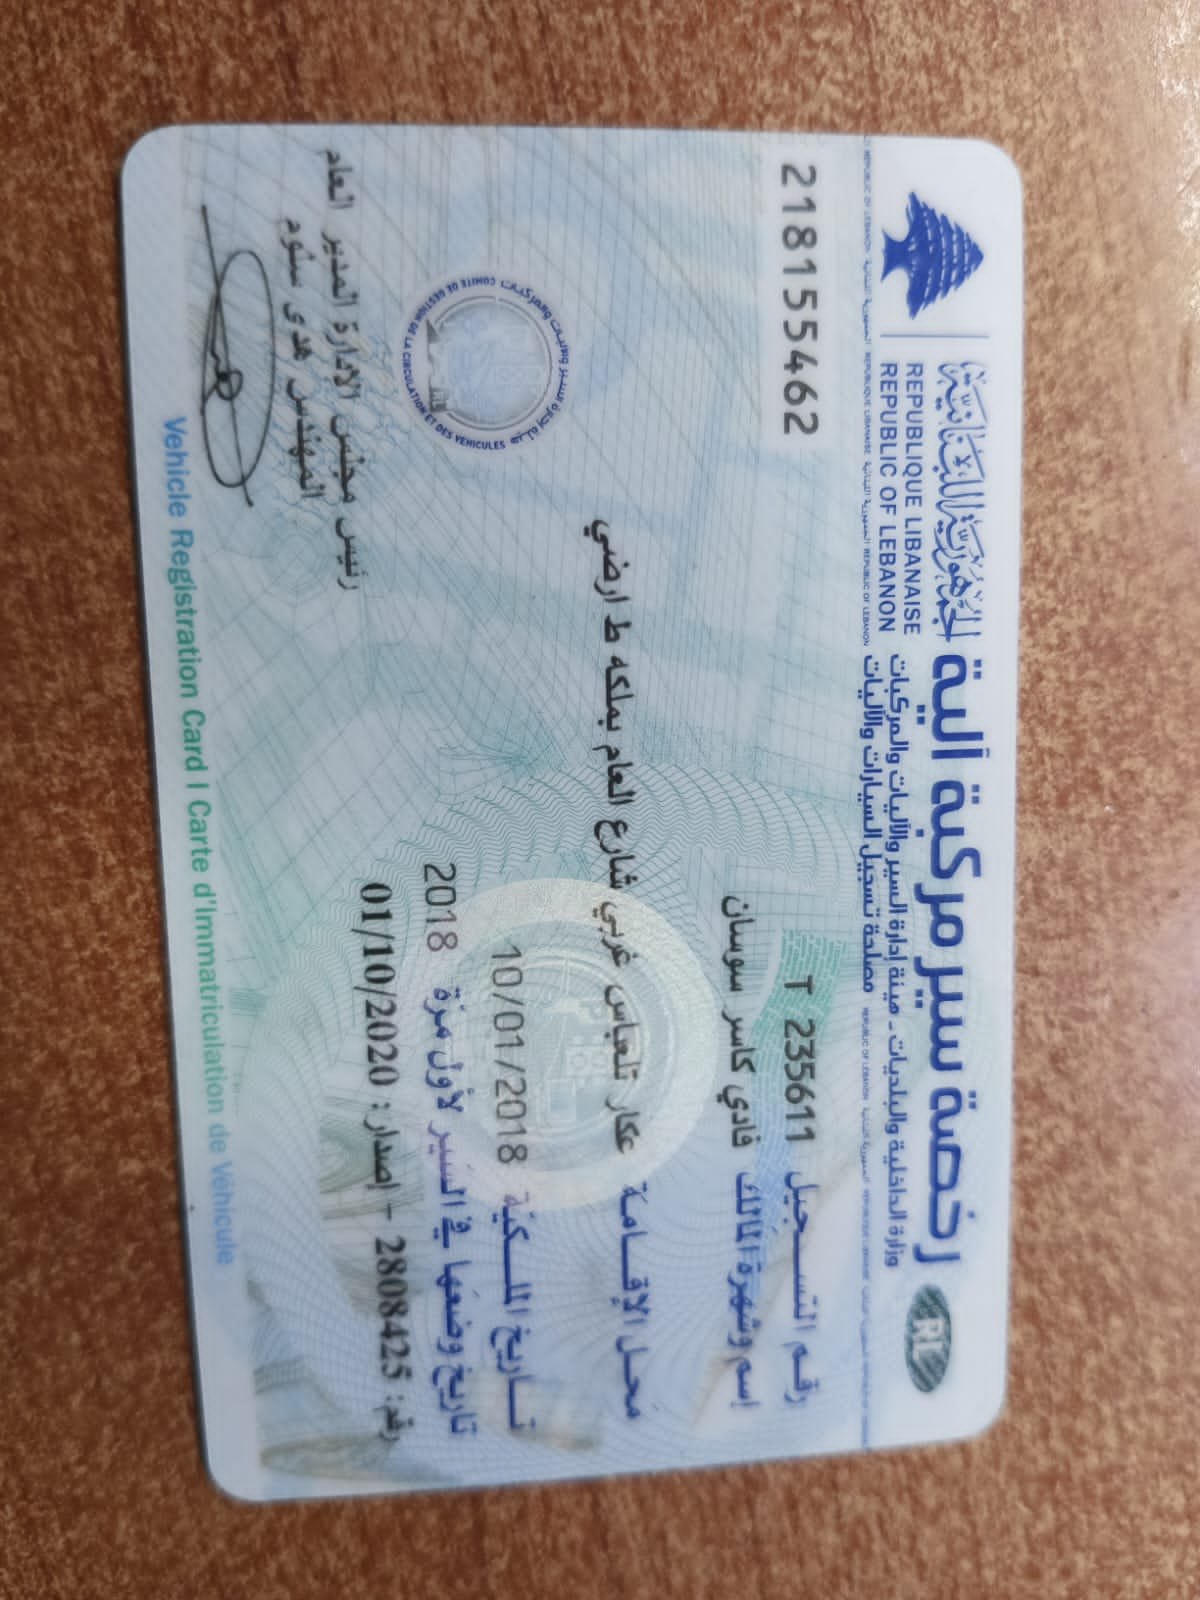 الجمهورية اللبنانية
REPUBLIQUE LIBANAISE
REPUBLIC OF LEBANON
رخصة سير مركبة آلية
RL
وزارة الداخلية والبلديات - هيئة إدارة السير والآليات والمركبات
مصلحة تسجيل السيارات والآليات
218155462
رقم التسجيل T 235611
إسم وشهرة المالك فادي كاسر سوسان
محل الإقامة عكار تلعباس غربي شارع العام بملكه ط ارضي
تاريخ الملكية 10/01/2018
تاريخ وضعها في السير لأول مرة 2018
رقم: 2808425 - إصدار: 01/10/2020
COMITE DE GESTION DE LA CIRCULATION ET DES VEHICULES
رئيس مجلس الادارة المدير العام
المهندس هدى سلوم
Vehicle Registration Card I Carte d'Immatriculation de Véhicule